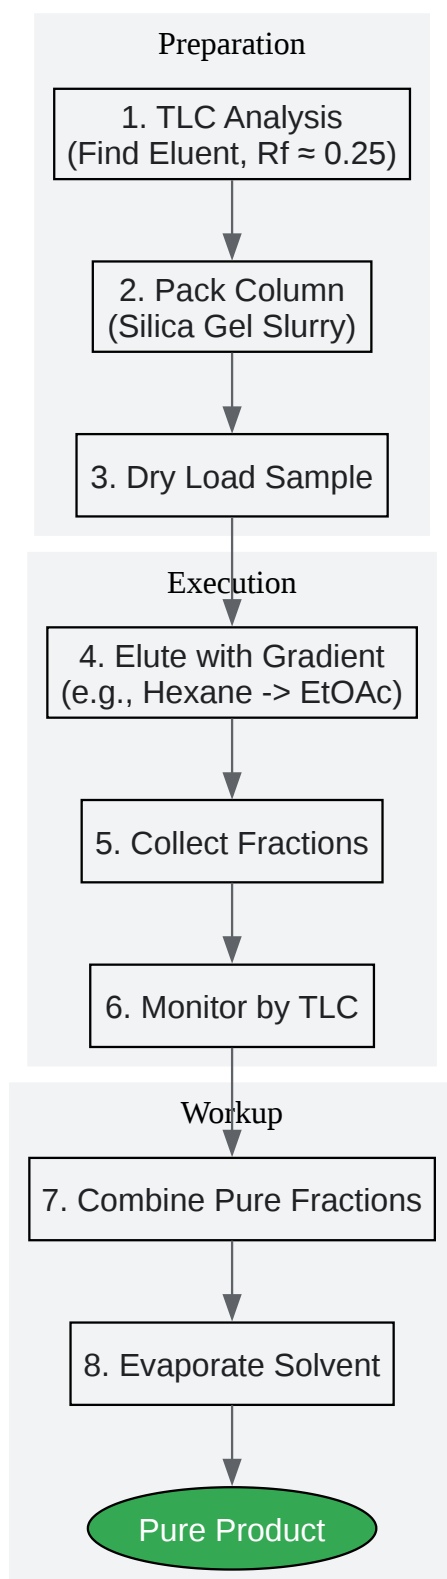 Preparation
1. TLC Analysis
(Find Eluent, Rf ≈ 0.25)
2. Pack Column
(Silica Gel Slurry)
3. Dry Load Sample
Execution
4. Elute with Gradient
(e.g., Hexane -> EtOAc)
5. Collect Fractions
6. Monitor by TLC
Workup
7. Combine Pure Fractions
8. Evaporate Solvent
Pure Product